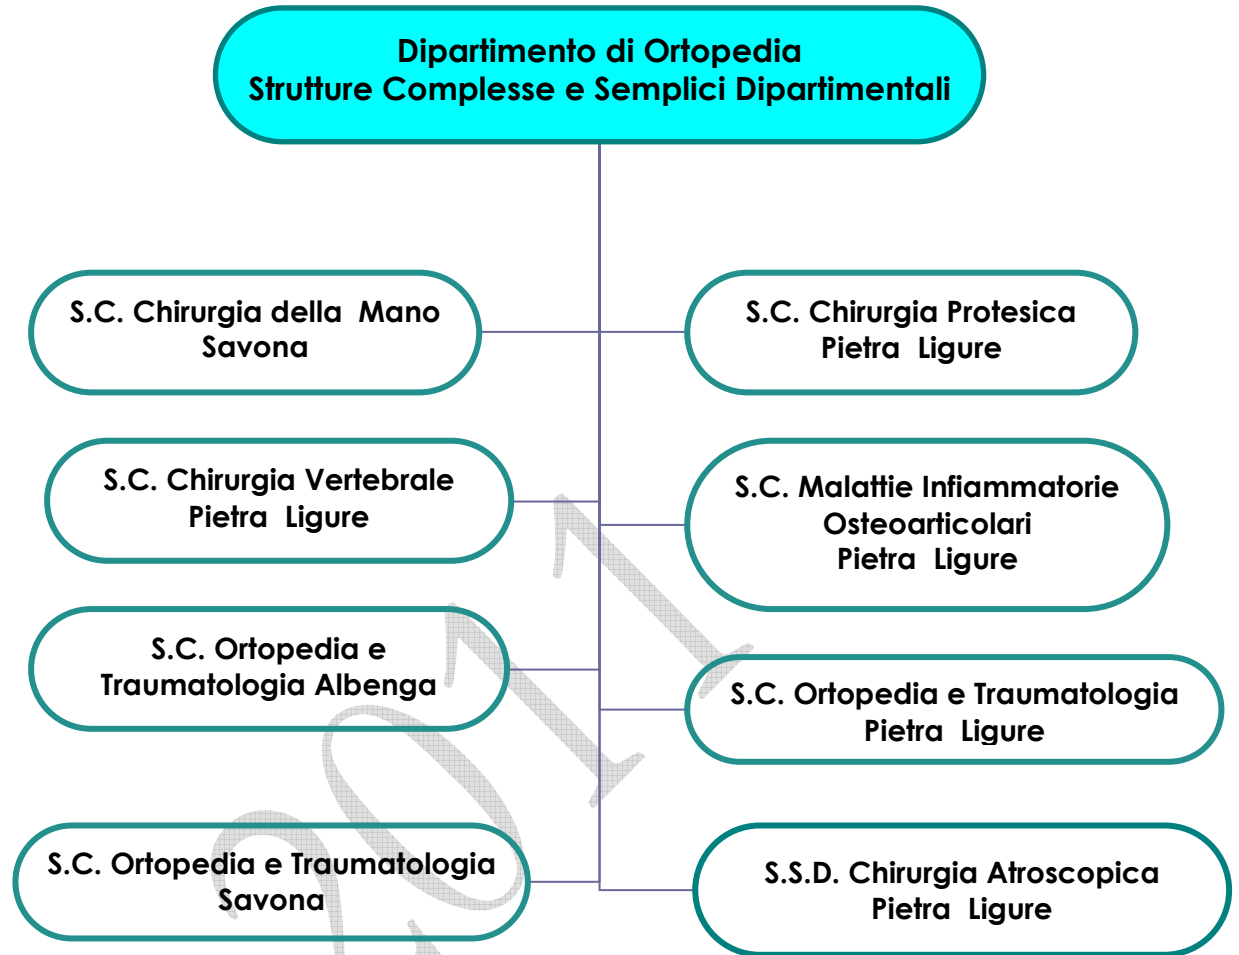 Dipartimento di Ortopedia
Strutture Complesse e Semplici Dipartimentali
S.C. Chirurgia della Mano
Savona
S.C. Chirurgia Protesica
Pietra Ligure
S.C. Chirurgia Vertebrale
Pietra Ligure
S.C. Malattie Infiammatorie
Osteoarticolari
Pietra Ligure
S.C. Ortopedia e
Traumatologia Albenga
S.C. Ortopedia e Traumatologia
Pietra Ligure
S.C. Ortopedia e Traumatologia
Savona
S.S.D. Chirurgia Atroscopica
Pietra Ligure
2011